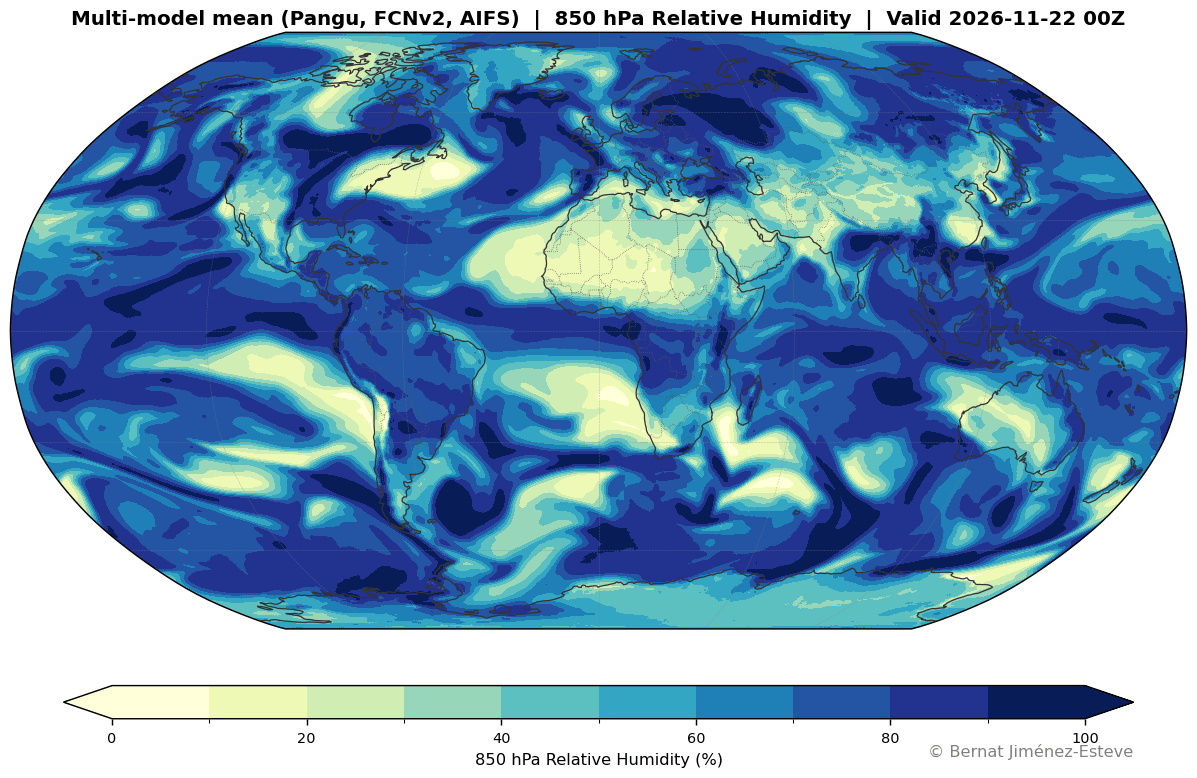 Multi-model mean (Pangu, FCNv2, AIFS) | 850 hPa Relative Humidity | Valid 2026-11-22 00Z
0 20 40 60 80 100
850 hPa Relative Humidity (%)
© Bernat Jiménez-Esteve